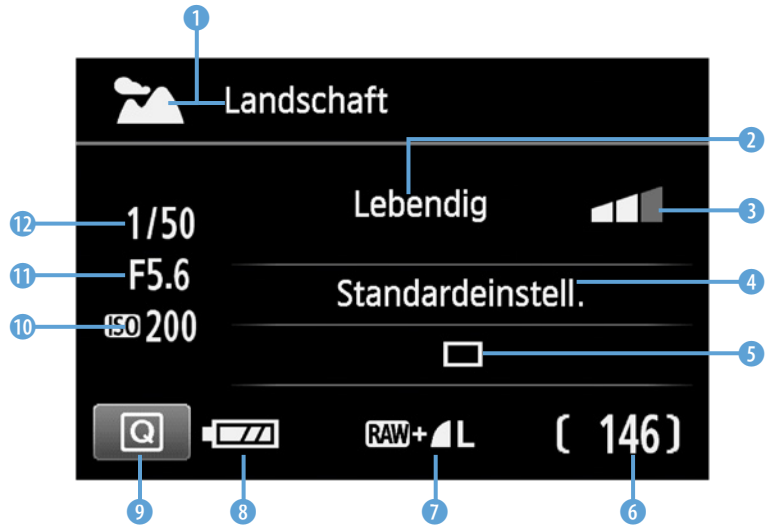 1
Landschaft
2
Lebendig
3
12 1/50
11 F5.6
Standardeinstell. 4
10 ISO 200
5
Q
RAW+L
[ 146]
9
8
7
6